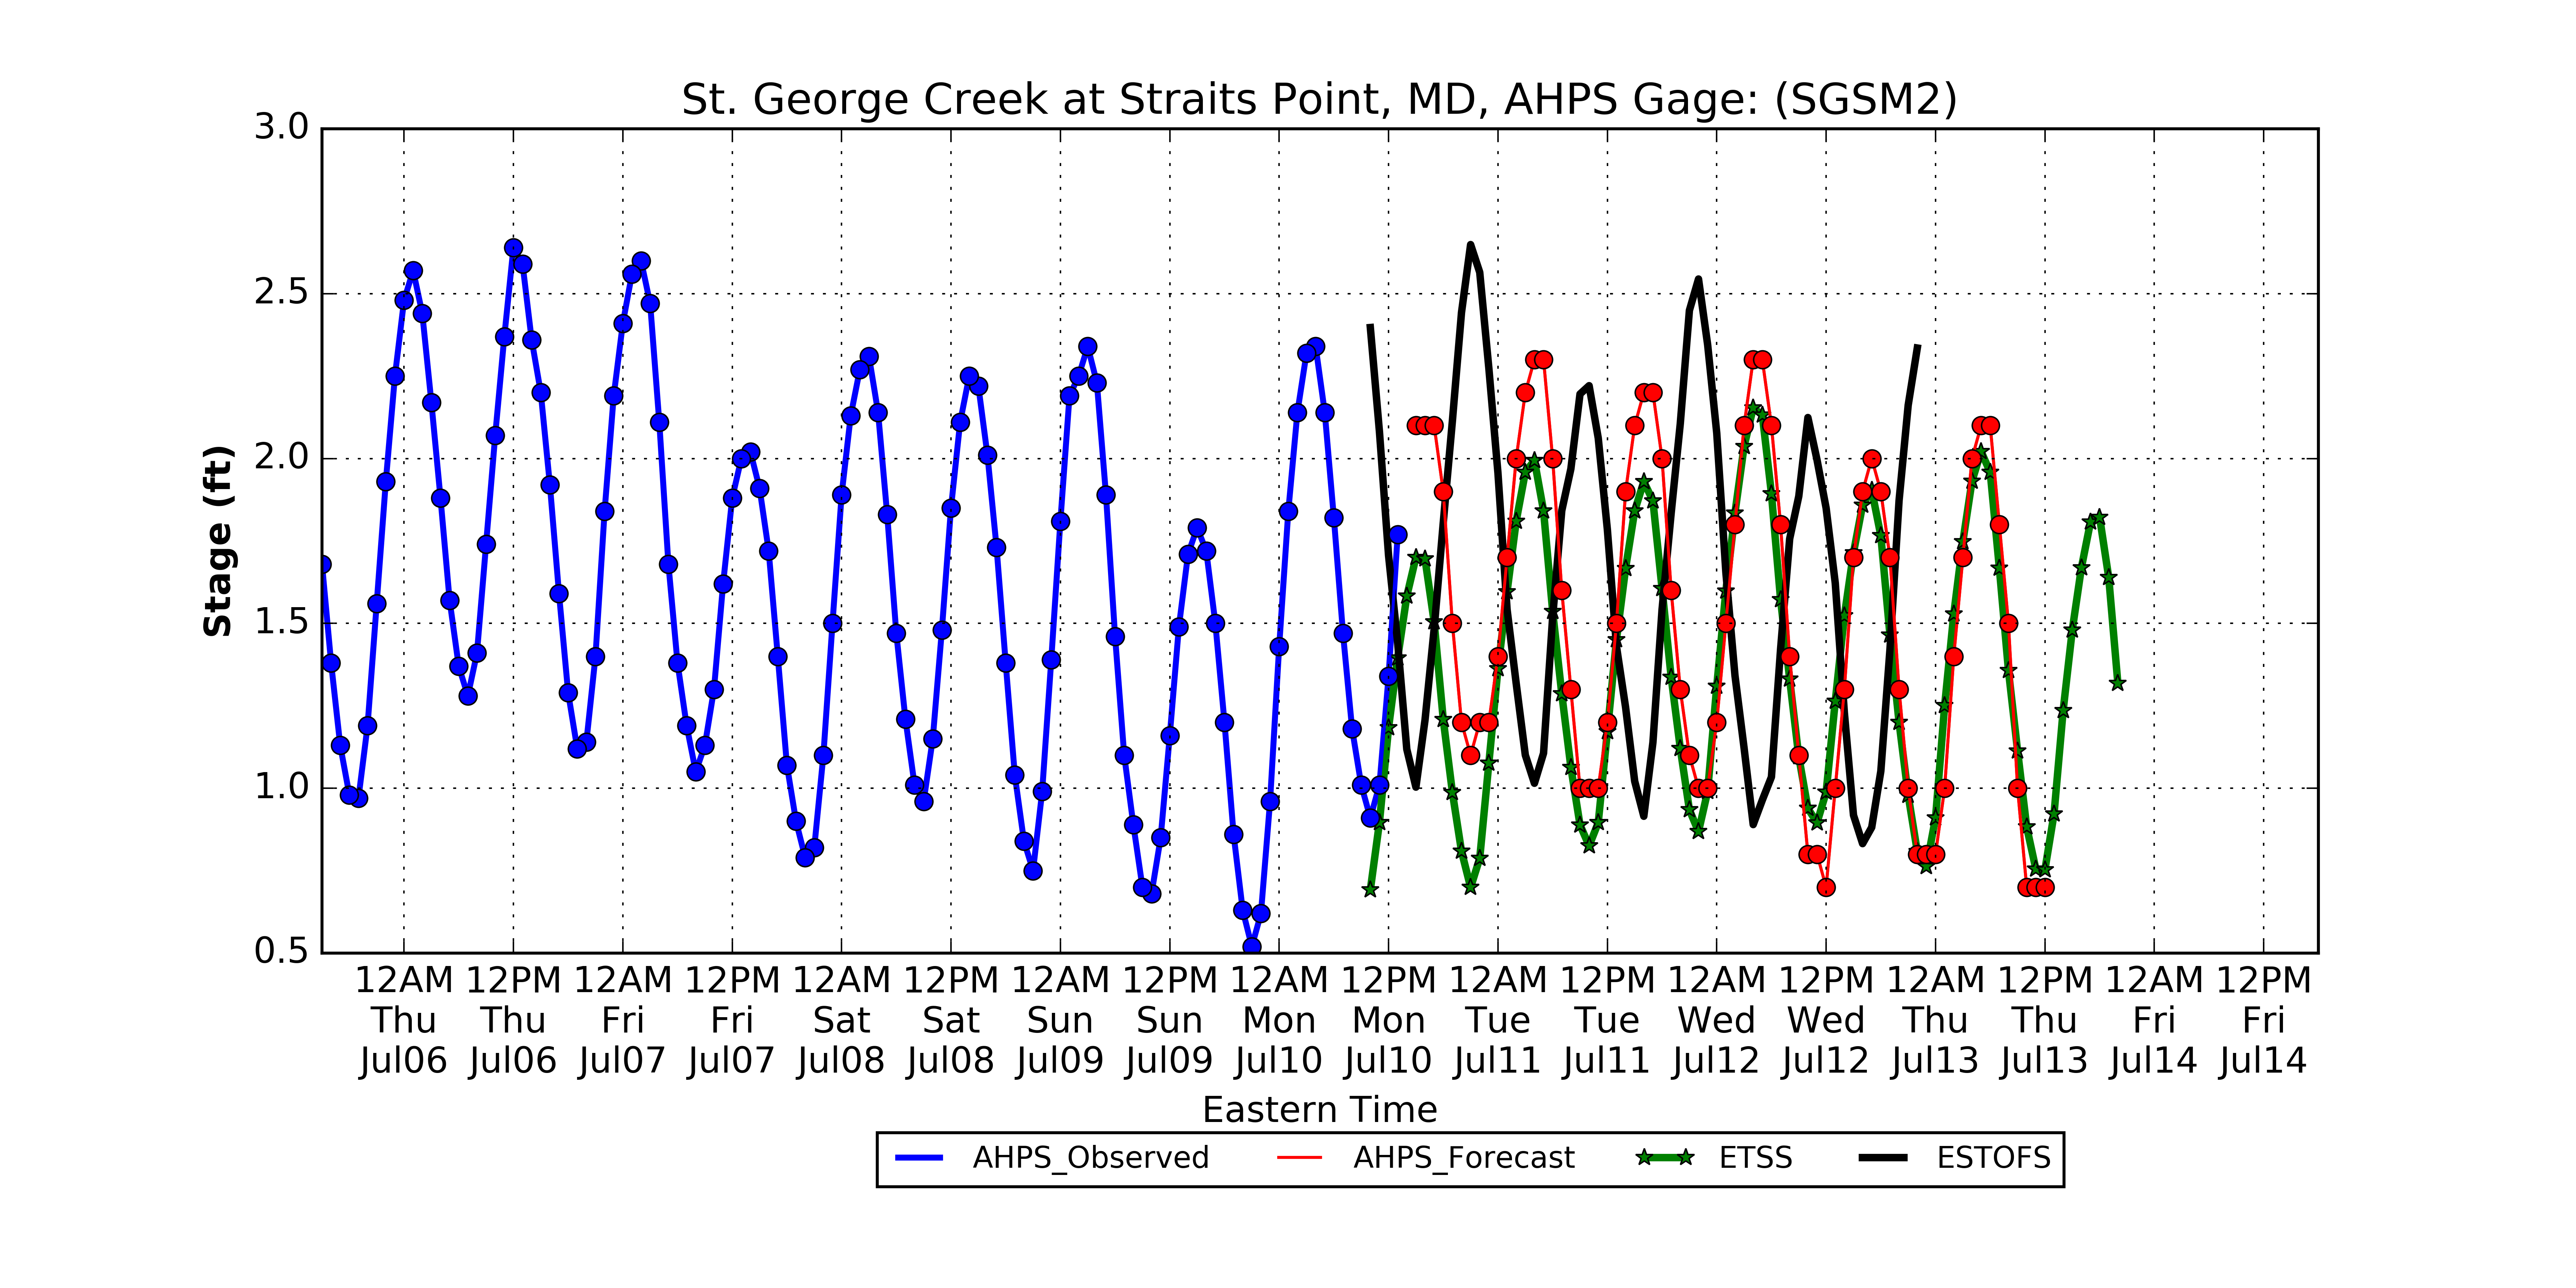 St. George Creek at Straits Point, MD, AHPS Gage: (SGSM2)
3.0
2.5
2.0
1.5
1.0
0.5
Stage (ft)
12AM 12PM 12AM 12PM 12AM 12PM 12AM 12PM 12AM 12PM 12AM 12PM 12AM 12PM 12AM 12PM 12AM 12PM
Thu Thu Fri Fri Sat Sat Sun Sun Mon Mon Tue Tue Wed Wed Thu Thu Fri Fri
Jul06 Jul06 Jul07 Jul07 Jul08 Jul08 Jul09 Jul09 Jul10 Jul10 Jul11 Jul11 Jul12 Jul12 Jul13 Jul13 Jul14 Jul14
Eastern Time
AHPS_Observed AHPS_Forecast ETSS ESTOFS